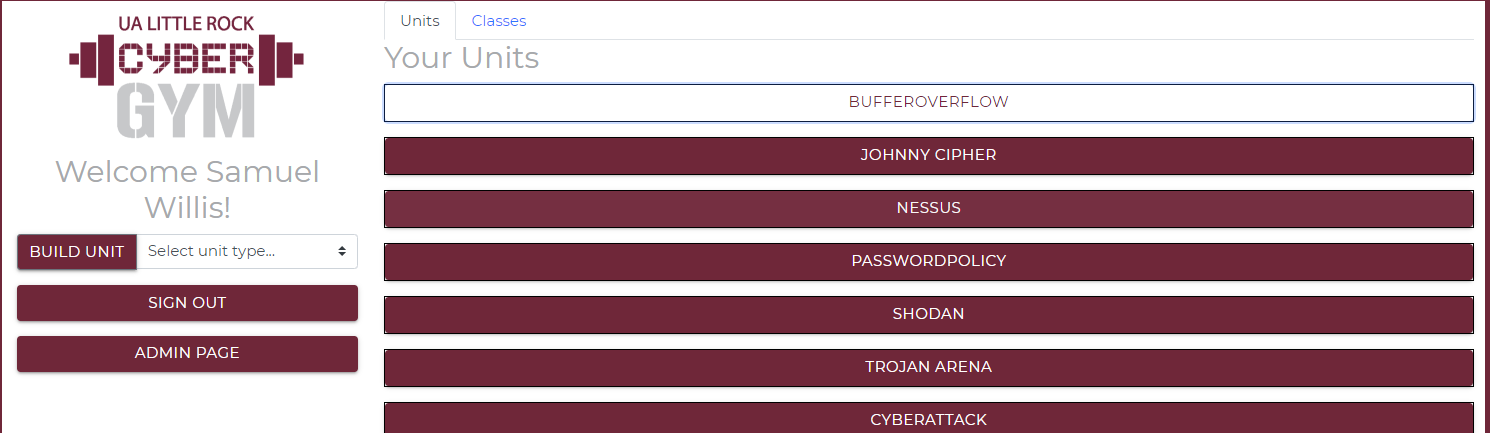 UA LITTLE ROCK
CYBER
GYM
Welcome Samuel
Willis!
BUILD UNIT Select unit type...
SIGN OUT
ADMIN PAGE
Units Classes
Your Units
BUFFEROVERFLOW
JOHNNY CIPHER
NESSUS
PASSWORDPOLICY
SHODAN
TROJAN ARENA
CYBERATTACK